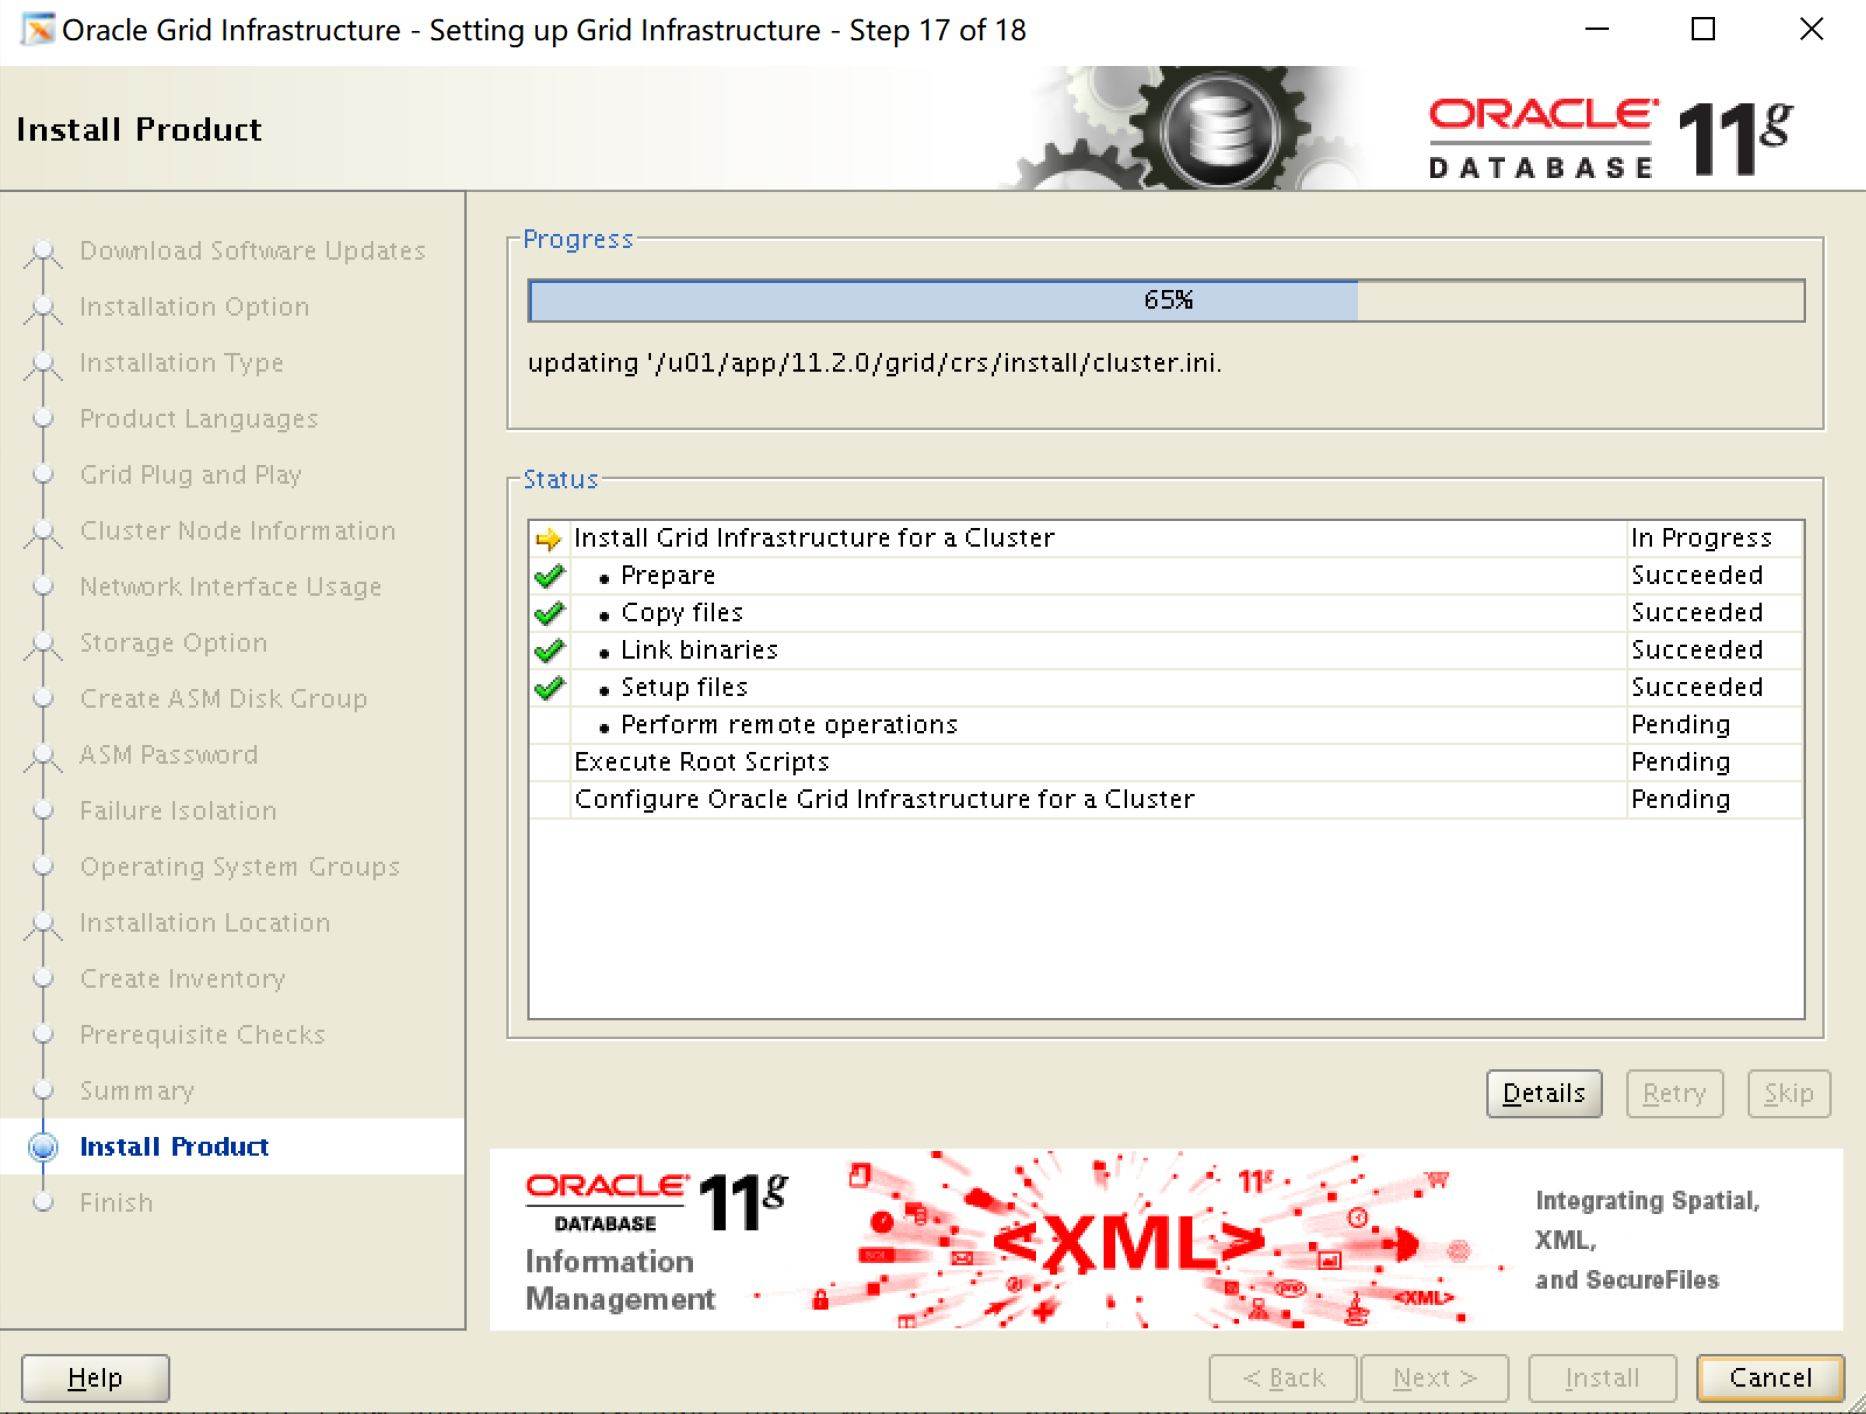 Oracle Grid Infrastructure - Setting up Grid Infrastructure - Step 17 of 18
Install Product
ORACLE
DATABASE
11g
Download Software Updates
Installation Option
Installation Type
Product Languages
Grid Plug and Play
Cluster Node Information
Network Interface Usage
Storage Option
Create ASM Disk Group
ASM Password
Failure Isolation
Operating System Groups
Installation Location
Create Inventory
Prerequisite Checks
Summary
Install Product
Finish
Progress
65%
updating '/u01/app/11.2.0/grid/crs/install/cluster.ini.
Status
Install Grid Infrastructure for a Cluster In Progress
• Prepare Succeeded
• Copy files Succeeded
• Link binaries Succeeded
• Setup files Succeeded
• Perform remote operations Pending
Execute Root Scripts Pending
Configure Oracle Grid Infrastructure for a Cluster Pending
Details Retry Skip
ORACLE
DATABASE
11g
Information
Management
11g
<XML>
<XML>
Integrating Spatial,
XML,
and SecureFiles
Help < Back Next > Install Cancel